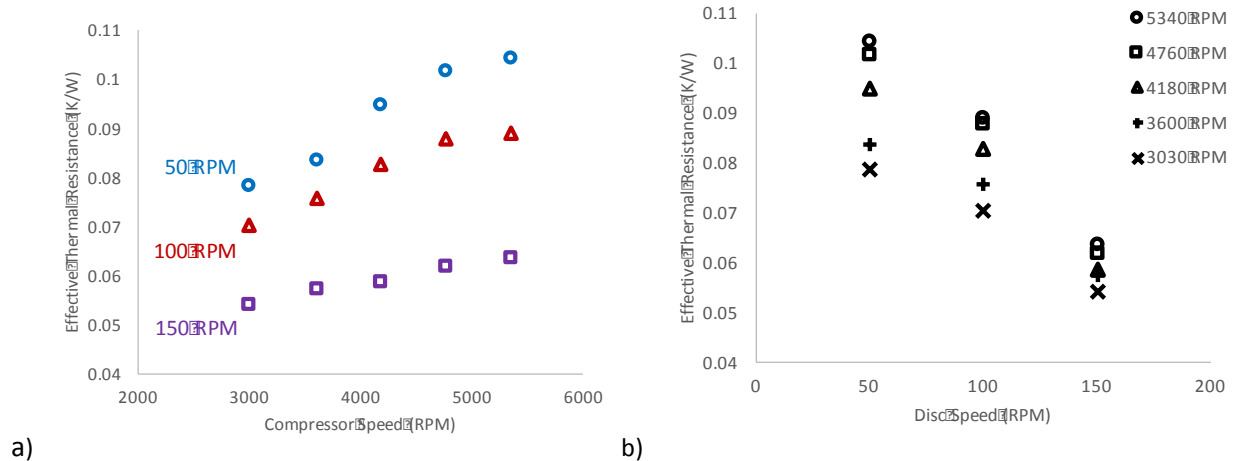 0.11
0.1
0.09
0.08
0.07
0.06
0.05
0.04
Effective Thermal Resistance (K/W)
50 RPM
100 RPM
150 RPM
2000 3000 4000 5000 6000
Compressor Speed (RPM)
a)
0.11
0.1
0.09
0.08
0.07
0.06
0.05
0.04
Effective Thermal Resistance (K/W)
5340 RPM
4760 RPM
4180 RPM
3600 RPM
3030 RPM
0 50 100 150 200
Disc Speed (RPM)
b)